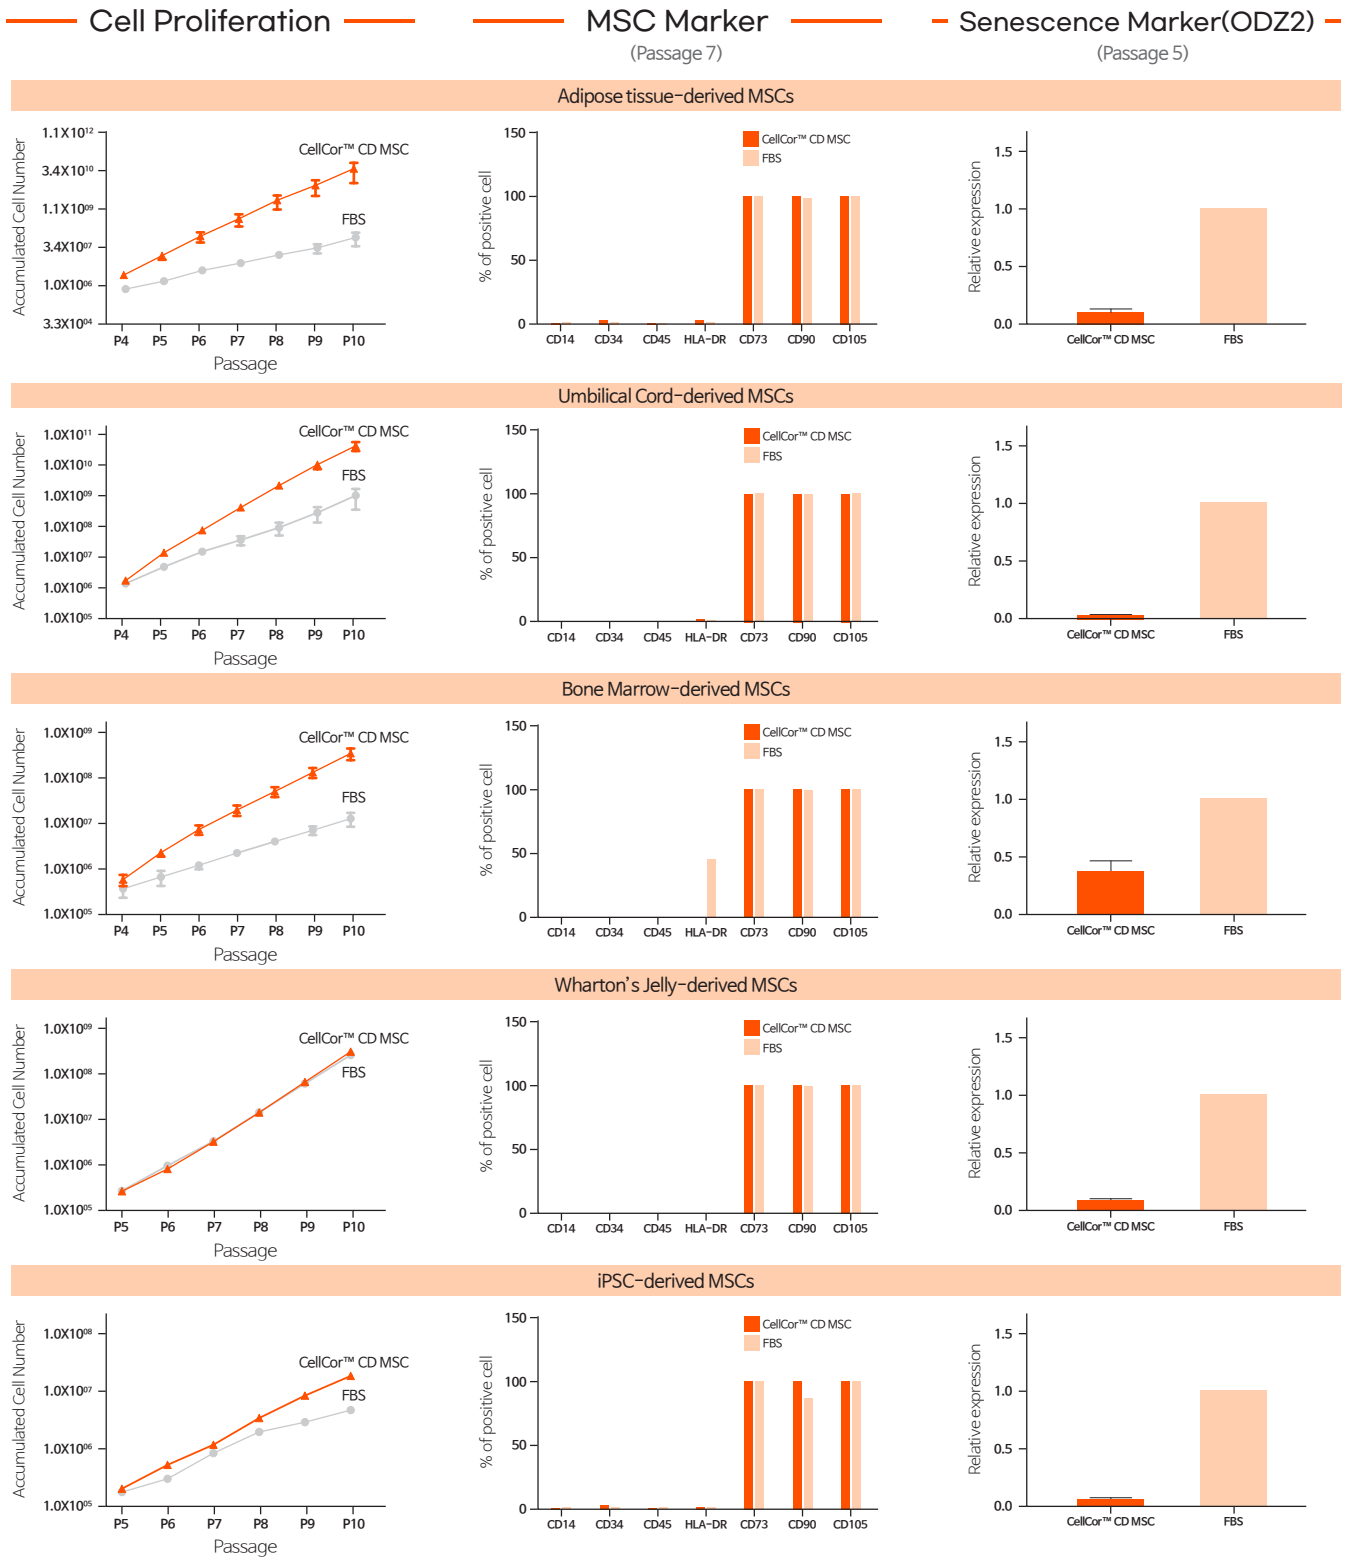 Cell Proliferation
MSC Marker
(Passage 7)
Senescence Marker(ODZ2)
(Passage 5)
Adipose tissue-derived MSCs
Accumulated Cell Number
1.1X10¹²
3.4X10¹⁰
1.1X10⁰⁹
3.4X10⁰⁷
1.0X10⁰⁶
3.3X10⁰⁴
CellCor™ CD MSC
FBS
P4 P5 P6 P7 P8 P9 P10
Passage
% of positive cell
150
100
50
0
CellCor™ CD MSC
FBS
CD14 CD34 CD45 HLA-DR CD73 CD90 CD105
Relative expression
1.5
1.0
0.5
0.0
CellCor™ CD MSC FBS
Umbilical Cord-derived MSCs
Accumulated Cell Number
1.0X10¹¹
1.0X10¹⁰
1.0X10⁰⁹
1.0X10⁰⁸
1.0X10⁰⁷
1.0X10⁰⁶
1.0X10⁰⁵
CellCor™ CD MSC
FBS
P4 P5 P6 P7 P8 P9 P10
Passage
% of positive cell
150
100
50
0
CellCor™ CD MSC
FBS
CD14 CD34 CD45 HLA-DR CD73 CD90 CD105
Relative expression
1.5
1.0
0.5
0.0
CellCor™ CD MSC FBS
Bone Marrow-derived MSCs
Accumulated Cell Number
1.0X10⁰⁹
1.0X10⁰⁸
1.0X10⁰⁷
1.0X10⁰⁶
1.0X10⁰⁵
CellCor™ CD MSC
FBS
P4 P5 P6 P7 P8 P9 P10
Passage
% of positive cell
150
100
50
0
CellCor™ CD MSC
FBS
CD14 CD34 CD45 HLA-DR CD73 CD90 CD105
Relative expression
1.5
1.0
0.5
0.0
CellCor™ CD MSC FBS
Wharton's Jelly-derived MSCs
Accumulated Cell Number
1.0X10⁰⁹
1.0X10⁰⁸
1.0X10⁰⁷
1.0X10⁰⁶
1.0X10⁰⁵
CellCor™ CD MSC
FBS
P5 P6 P7 P8 P9 P10
Passage
% of positive cell
150
100
50
0
CellCor™ CD MSC
FBS
CD14 CD34 CD45 HLA-DR CD73 CD90 CD105
Relative expression
1.5
1.0
0.5
0.0
CellCor™ CD MSC FBS
iPSC-derived MSCs
Accumulated Cell Number
1.0X10⁰⁸
1.0X10⁰⁷
1.0X10⁰⁶
1.0X10⁰⁵
CellCor™ CD MSC
FBS
P5 P6 P7 P8 P9 P10
Passage
% of positive cell
150
100
50
0
CellCor™ CD MSC
FBS
CD14 CD34 CD45 HLA-DR CD73 CD90 CD105
Relative expression
1.5
1.0
0.5
0.0
CellCor™ CD MSC FBS